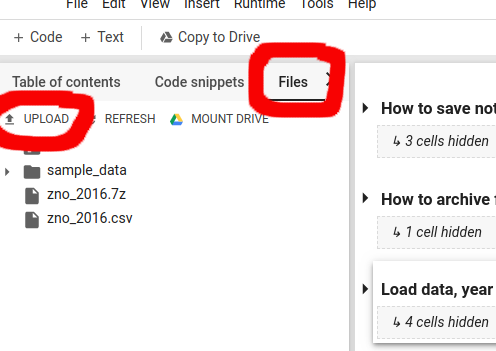 File Edit View Insert Runtime Tools Help
+ Code + Text Copy to Drive
Table of contents Code snippets Files
UPLOAD REFRESH MOUNT DRIVE
sample_data
zno_2016.7z
zno_2016.csv
How to save not
↳ 3 cells hidden
How to archive f
↳ 1 cell hidden
Load data, year
↳ 4 cells hidden